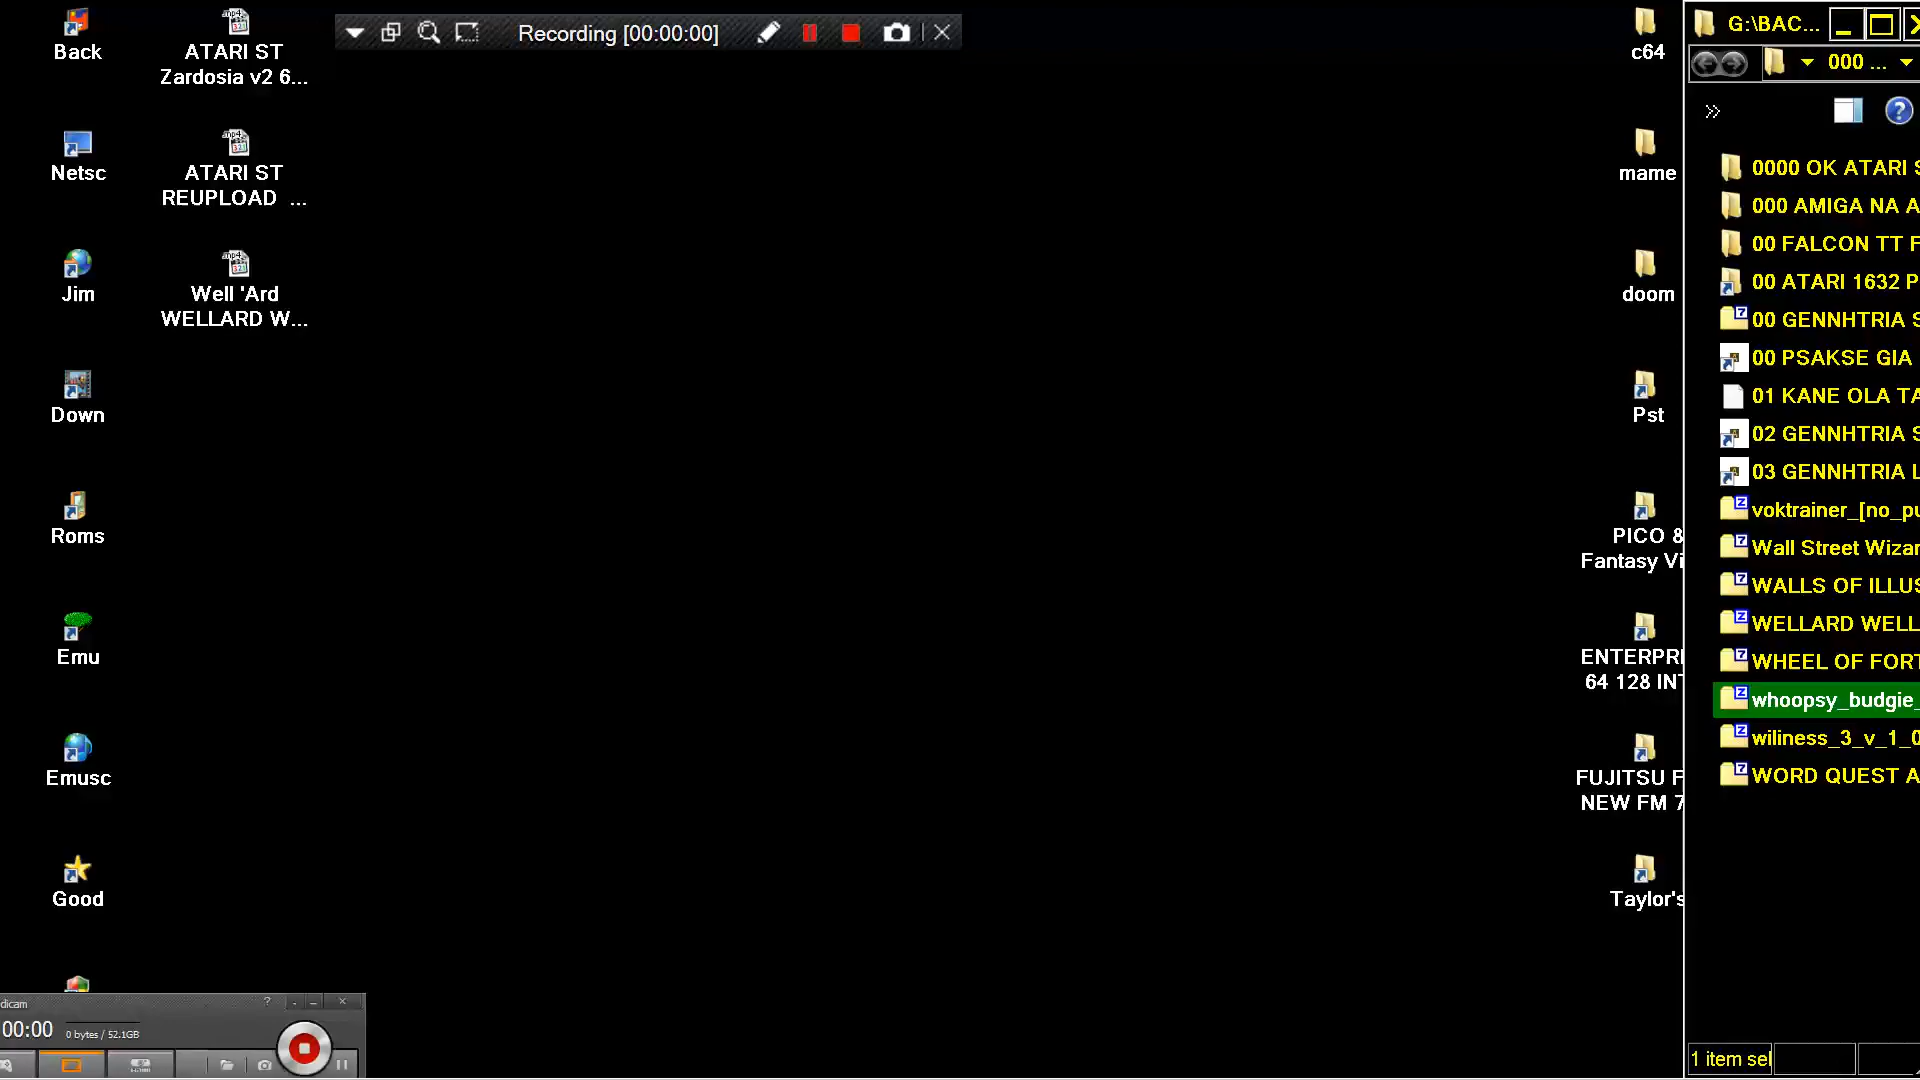 Back
ATARI ST
Zardosia v2 6...
Recording [00:00:00]
c64
G:\BAC...
000 ...
Netsc
ATARI ST
REUPLOAD ...
mame
Jim
Well 'Ard
WELLARD W...
doom
Down
Pst
Roms
PICO 8
Fantasy Vi
Emu
ENTERPRI
64 128 INT
Emusc
FUJITSU F
NEW FM 7
Good
Taylor's
0000 OK ATARI S
000 AMIGA NA A
00 FALCON TT F
00 ATARI 1632 P
00 GENNHTRIA S
00 PSAKSE GIA
01 KANE OLA TA
02 GENNHTRIA S
03 GENNHTRIA L
voktrainer_[no_pu
Wall Street Wizar
WALLS OF ILLUS
WELLARD WELL
WHEEL OF FORT
whoopsy_budgie_
wiliness_3_v_1_0
WORD QUEST A
1 item sel
dicam
00:00
0 bytes / 52.1GB